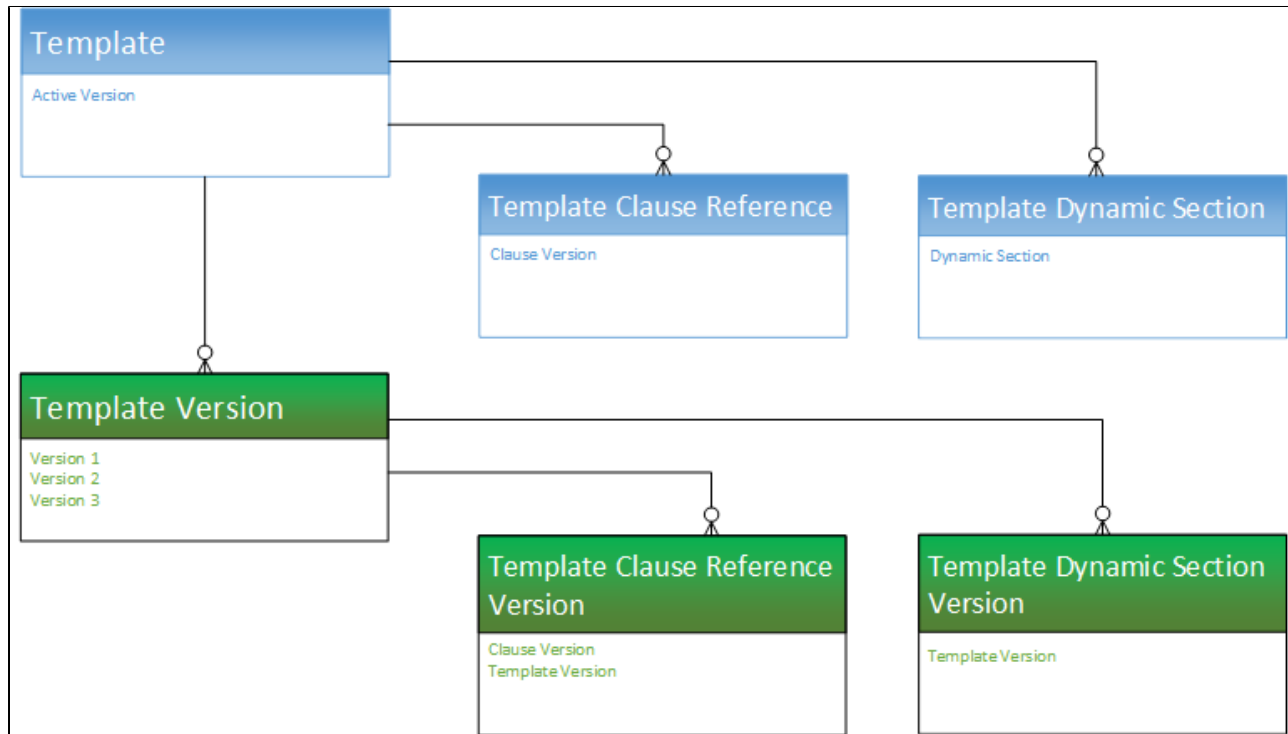 Template
Active Version
Template Clause Reference
Clause Version
Template Dynamic Section
Dynamic Section
Template Version
Version 1
Version 2
Version 3
Template Clause Reference
Version
Clause Version
Template Version
Template Dynamic Section
Version
Template Version